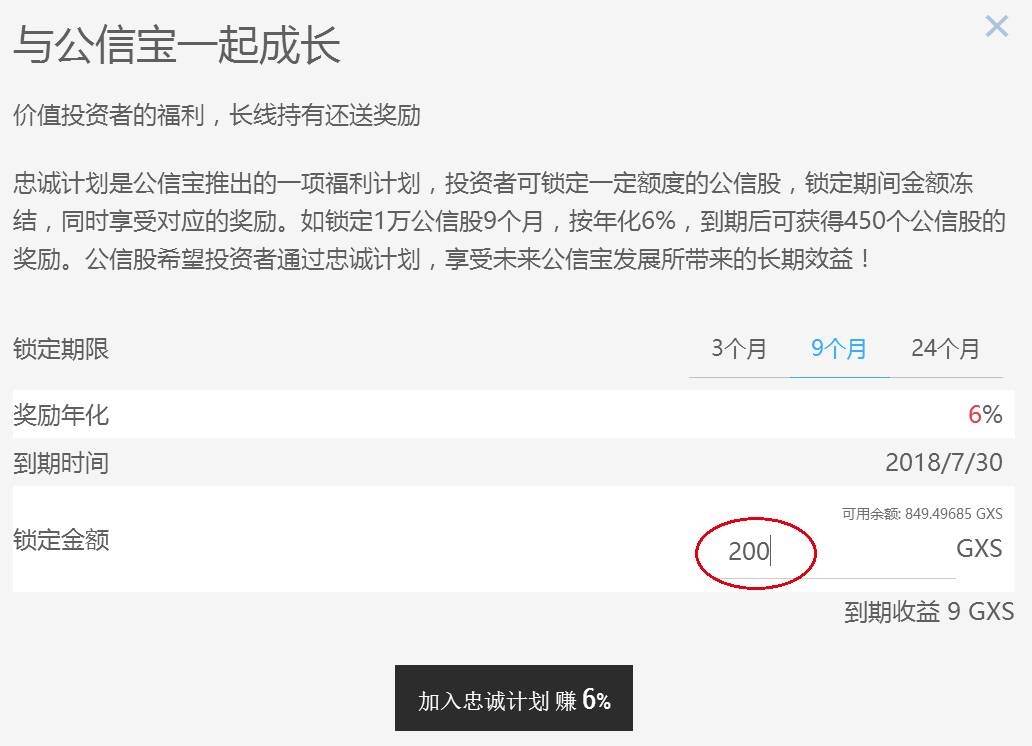 与公信宝一起成长
价值投资者的福利，长线持有还送奖励
忠诚计划是公信宝推出的一项福利计划，投资者可锁定一定额度的公信股，锁定期间金额冻
结，同时享受对应的奖励。如锁定1万公信股9个月，按年化6%，到期后可获得450个公信股的
奖励。公信股希望投资者通过忠诚计划，享受未来公信宝发展所带来的长期效益！
锁定期限 3个月 9个月 24个月
奖励年化 6%
到期时间 2018/7/30
可用余额: 849.49685 GXS
锁定金额 200 GXS
到期收益 9 GXS
加入忠诚计划 赚 6%